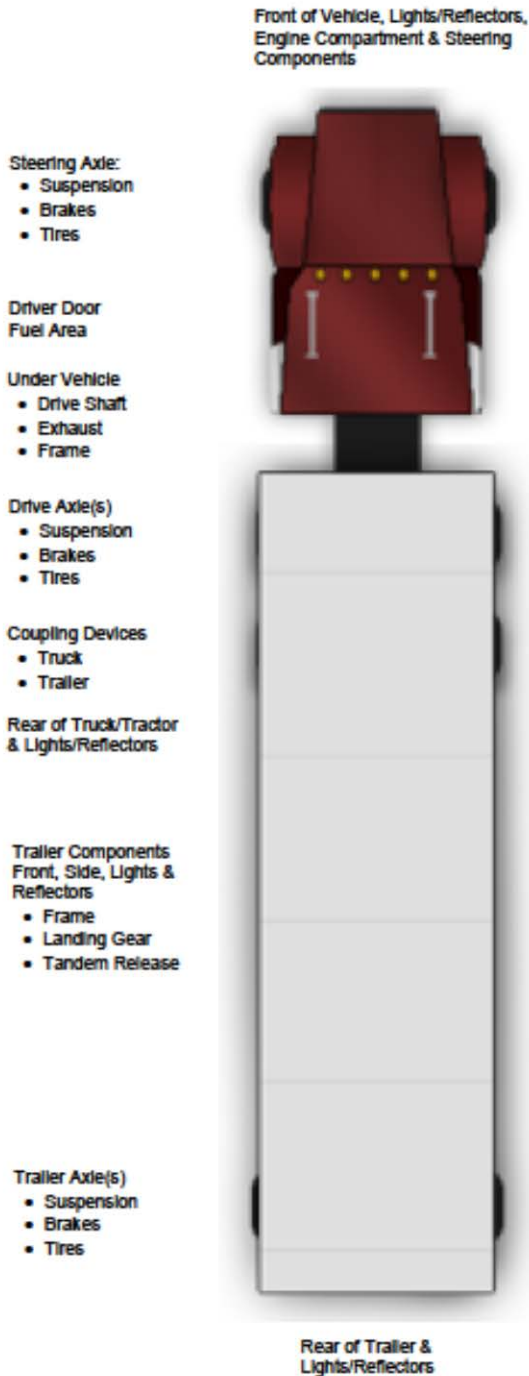 Front of Vehicle, Lights/Reflectors,
Engine Compartment & Steering
Components
Steering Axle:
• Suspension
• Brakes
• Tires
Driver Door
Fuel Area
Under Vehicle
• Drive Shaft
• Exhaust
• Frame
Drive Axle(s)
• Suspension
• Brakes
• Tires
Coupling Devices
• Truck
• Trailer
Rear of Truck/Tractor
& Lights/Reflectors
Trailer Components
Front, Side, Lights &
Reflectors
• Frame
• Landing Gear
• Tandem Release
Trailer Axle(s)
• Suspension
• Brakes
• Tires
Rear of Trailer &
Lights/Reflectors